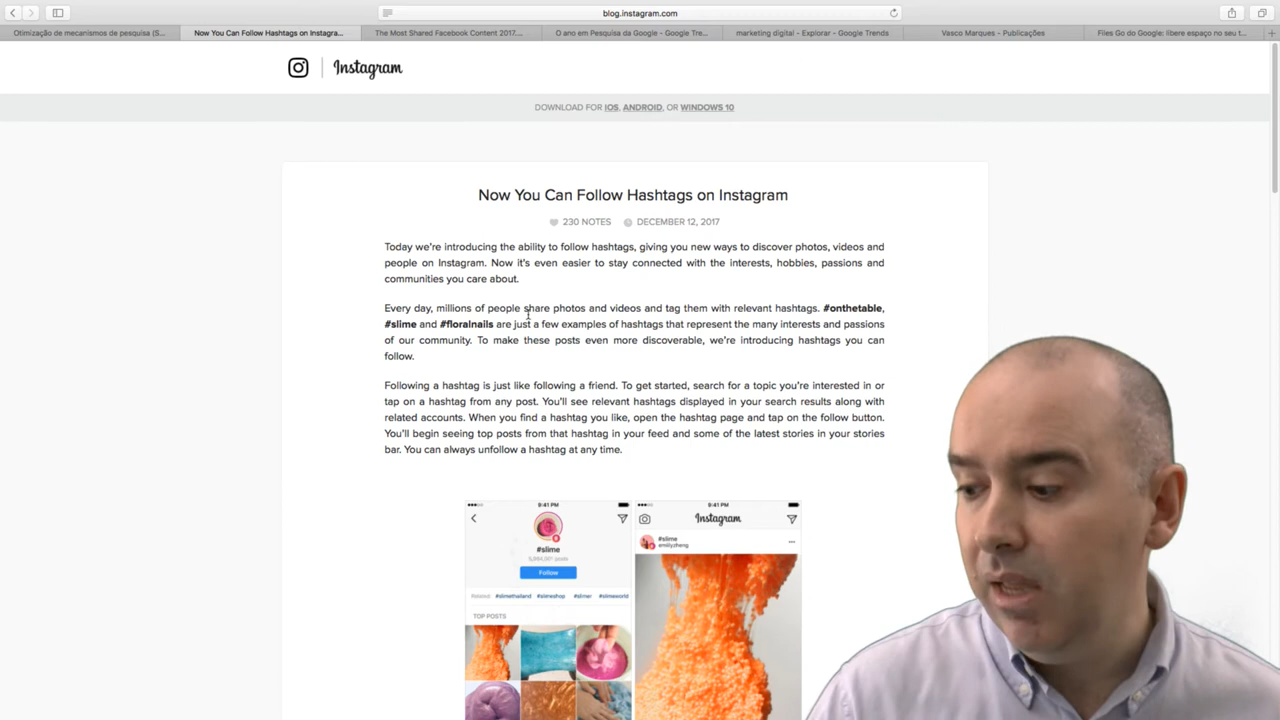 blog.instagram.com
Otimização de mecanismos de pesquisa (S...
Now You Can Follow Hashtags on Instagra...
The Most Shared Facebook Content 2017...
O ano em Pesquisa da Google - Google Tre...
marketing digital - Explorar - Google Trends
Vasco Marques - Publicações
Files Go do Google: libere espaço no seu t...
Instagram
DOWNLOAD FOR IOS, ANDROID, OR WINDOWS 10
Now You Can Follow Hashtags on Instagram
230 NOTES DECEMBER 12, 2017
Today we're introducing the ability to follow hashtags, giving you new ways to discover photos, videos and
people on Instagram. Now it's even easier to stay connected with the interests, hobbies, passions and
communities you care about.
Every day, millions of people share photos and videos and tag them with relevant hashtags. #onthetable,
#slime and #floralnails are just a few examples of hashtags that represent the many interests and passions
of our community. To make these posts even more discoverable, we're introducing hashtags you can
follow.
Following a hashtag is just like following a friend. To get started, search for a topic you're interested in or
tap on a hashtag from any post. You'll see relevant hashtags displayed in your search results along with
related accounts. When you find a hashtag you like, open the hashtag page and tap on the follow button.
You'll begin seeing top posts from that hashtag in your feed and some of the latest stories in your stories
bar. You can always unfollow a hashtag at any time.
9:41 PM
#slime
posts
Follow
Related: #slimethailand #slimeshop #slimer #slimeworld
TOP POSTS
9:41 PM
Instagram
#slime
emilyzheng